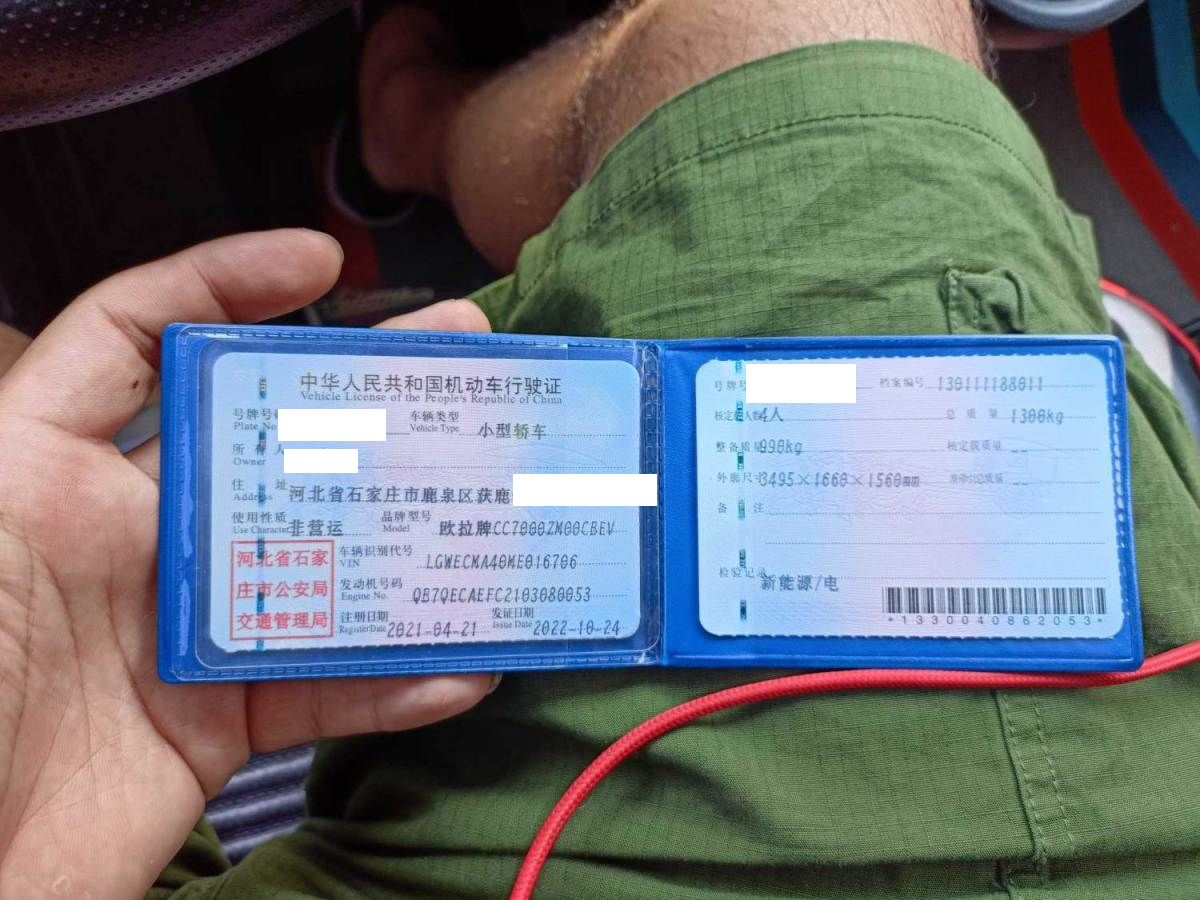 中华人民共和国机动车行驶证
Vehicle License of the People's Republic of China
号牌号 车辆类型 小型轿车
Plate No. Vehicle Type
所有人
Owner
住址 河北省石家庄市鹿泉区获鹿
Address
使用性质 非营运 品牌型号 欧拉牌CC7000ZM00CBEV
Use Character Model
河北省石家
庄市公安局
交通管理局
车辆识别代号 LGWECMA40ME016706
VIN
发动机号码 QB7QECAEFC2103080053
Engine No.
注册日期 2021-04-21 发证日期 2022-10-24
Register Date Issue Date
号牌号 档案编号 130111188011
核定载人数 4人 总质量 1300kg
整备质量 990kg 核定载质量 --
外廓尺寸 3495×1660×1560mm 准牵引总质量 --
备注
检验记录 新能源/电
*1330040862053*